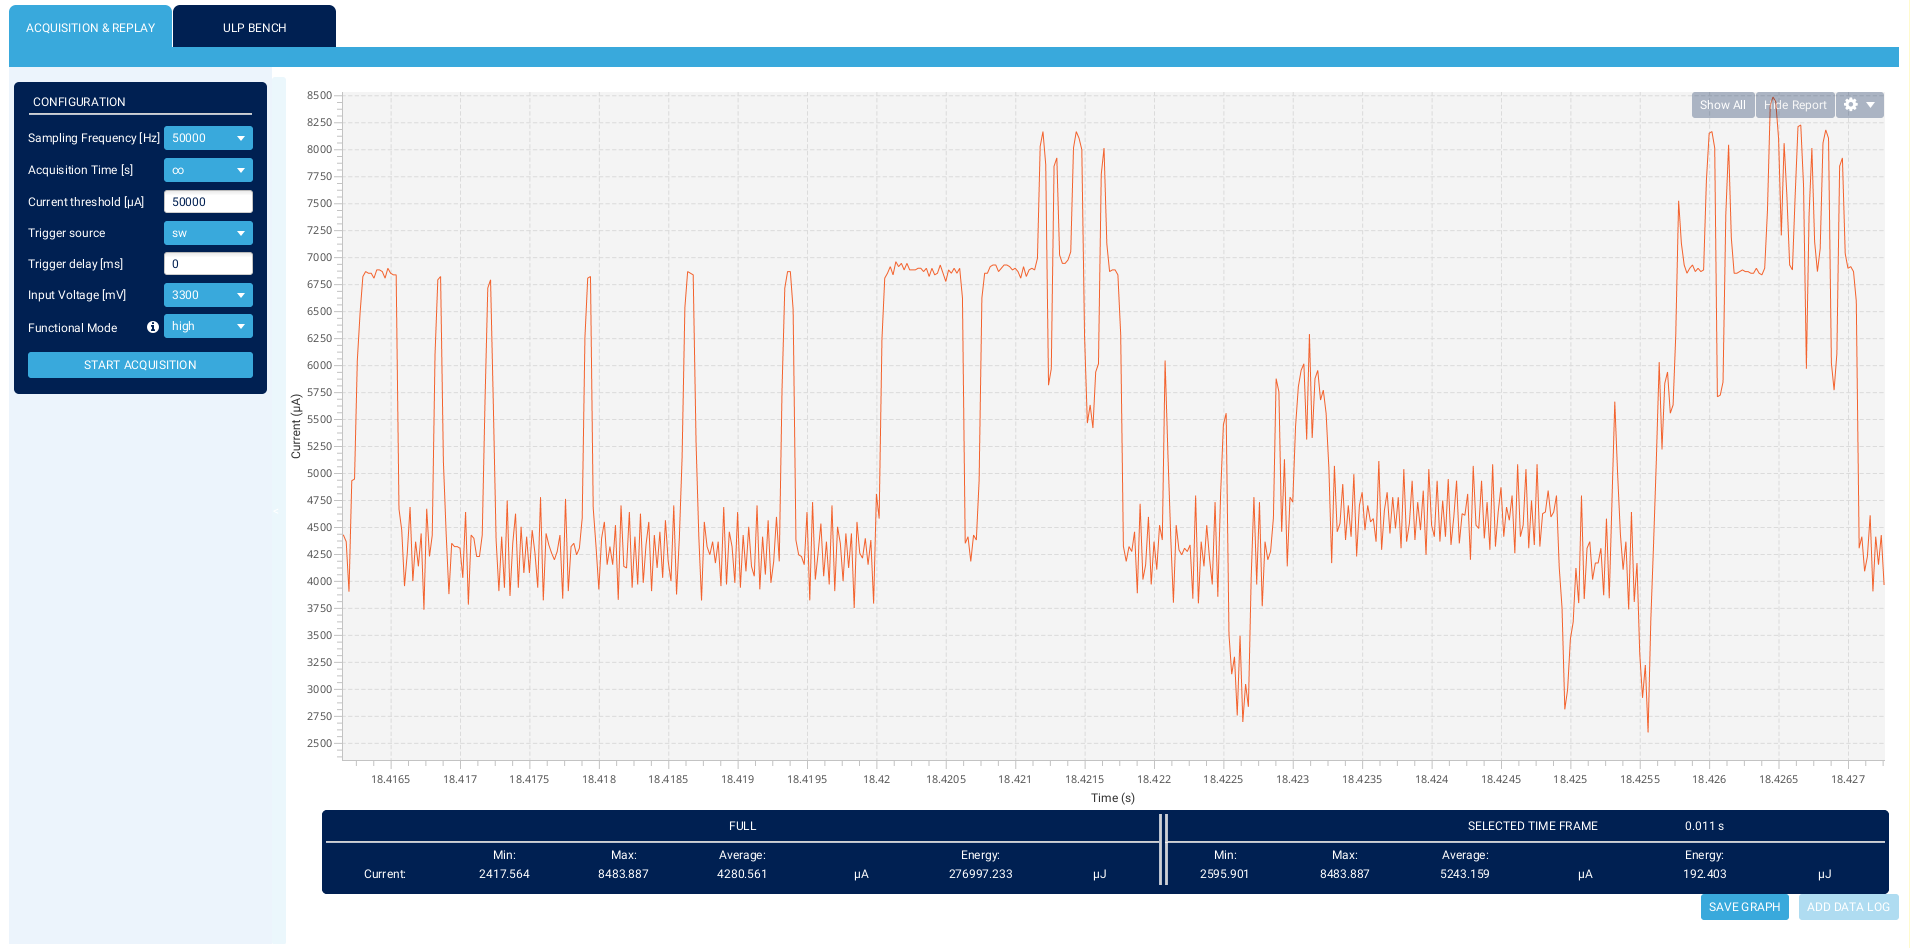 ACQUISITION & REPLAY
ULP BENCH
CONFIGURATION
Sampling Frequency [Hz] 50000
Acquisition Time [s] ∞
Current threshold [µA] 50000
Trigger source sw
Trigger delay [ms] 0
Input Voltage [mV] 3300
Functional Mode high
START ACQUISITION
Show All Hide Report
8500
8250
8000
7750
7500
7250
7000
6750
6500
6250
6000
5750
5500
5250
5000
4750
4500
4250
4000
3750
3500
3250
3000
2750
2500
Current (µA)
18.4165 18.417 18.4175 18.418 18.4185 18.419 18.4195 18.42 18.4205 18.421 18.4215 18.422 18.4225 18.423 18.4235 18.424 18.4245 18.425 18.4255 18.426 18.4265 18.427
Time (s)
FULL
Min: Max: Average: Energy:
Current: 2417.564 8483.887 4280.561 µA 276997.233 µJ
SELECTED TIME FRAME 0.011 s
Min: Max: Average: Energy:
2595.901 8483.887 5243.159 µA 192.403 µJ
SAVE GRAPH ADD DATA LOG